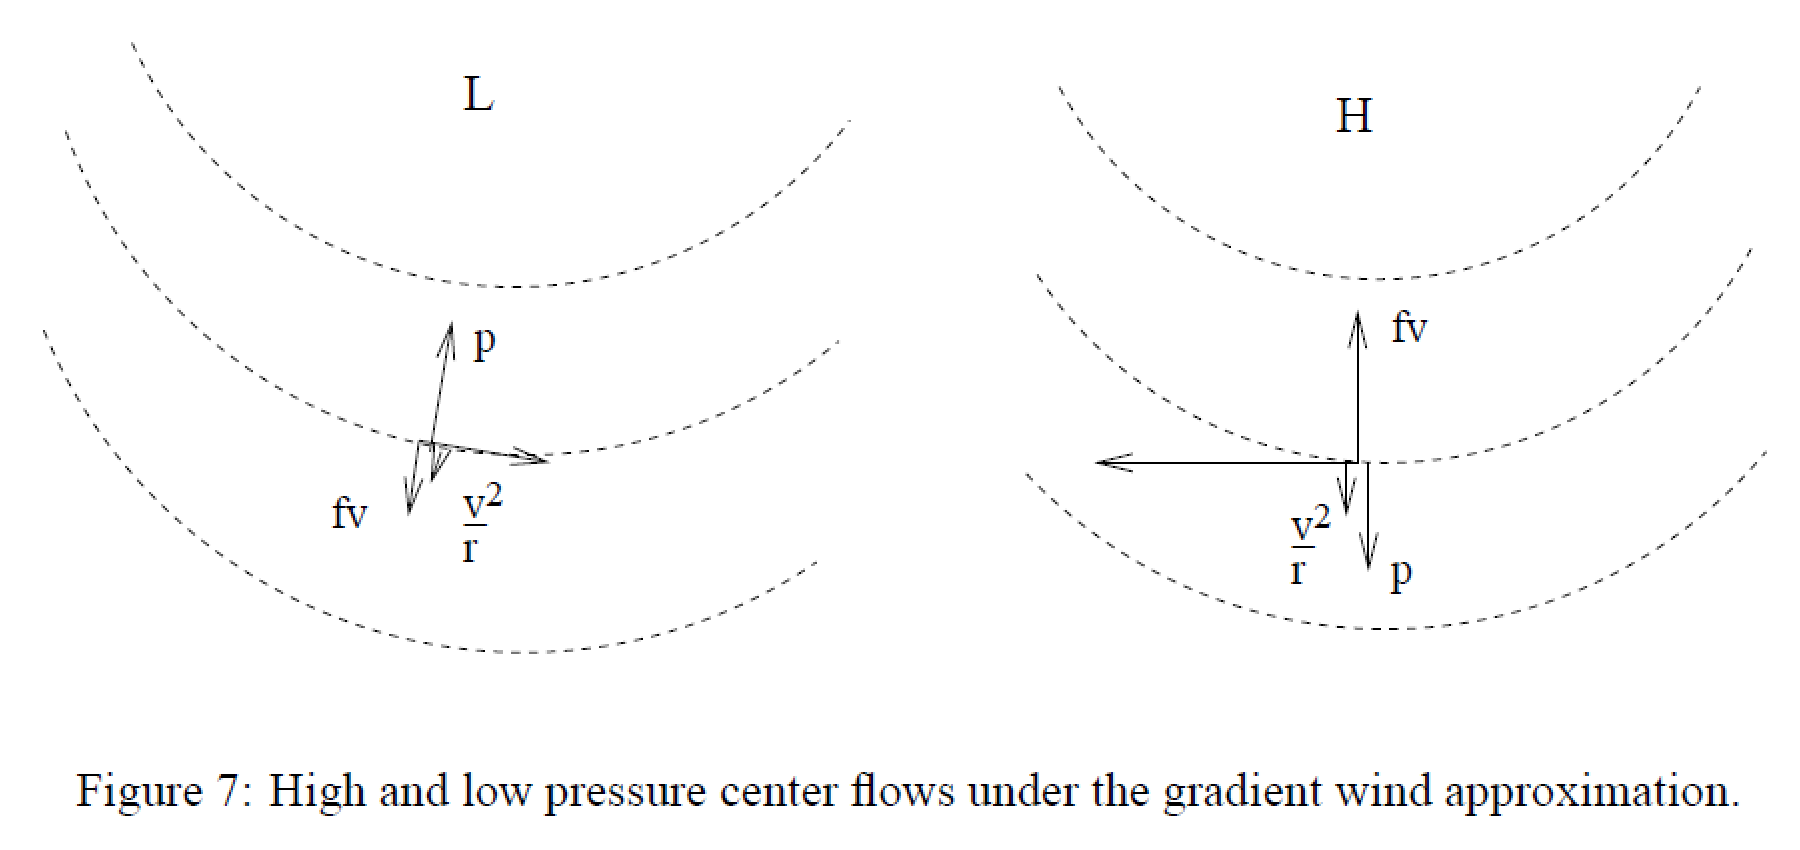 L
H
p
fv
fv
v²
r
v²
r
p
Figure 7: High and low pressure center flows under the gradient wind approximation.